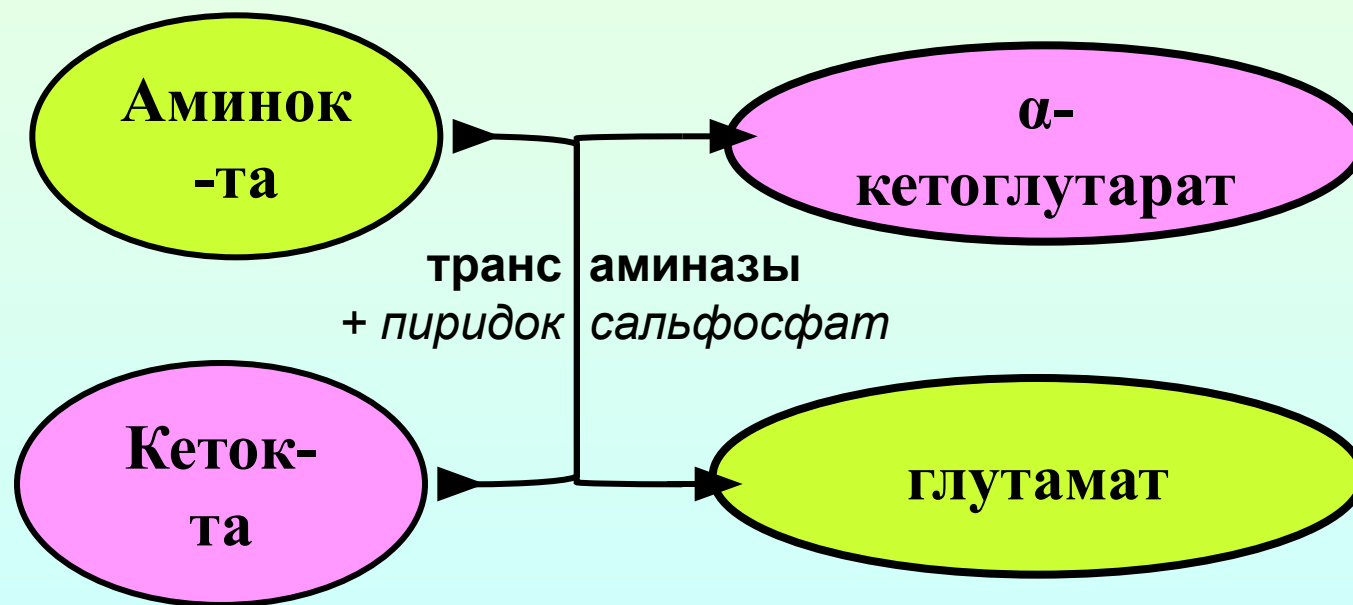 Аминок
-та
α-
кетоглутарат
транс аминазы
+ пиридок сальфосфат
Кеток-
та
глутамат